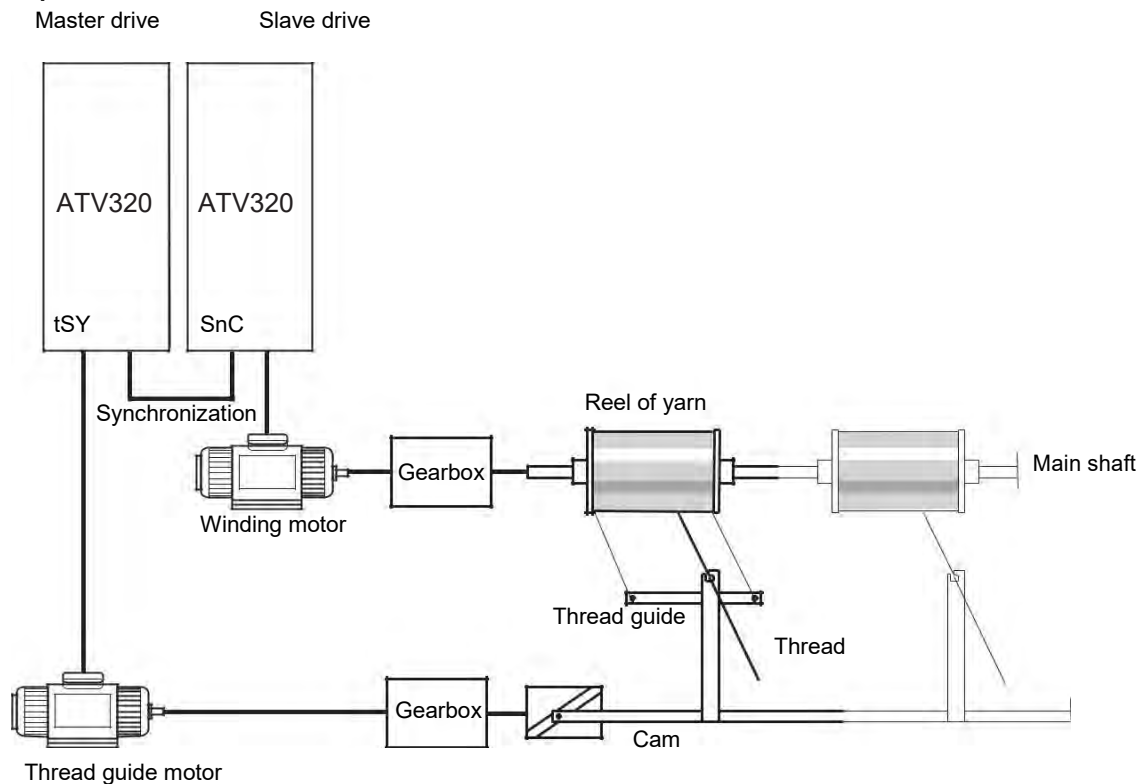 Master drive
Slave drive
ATV320
ATV320
tSY
SnC
Synchronization
Reel of yarn
Gearbox
Main shaft
Winding motor
Thread guide
Thread
Gearbox
Cam
Thread guide motor